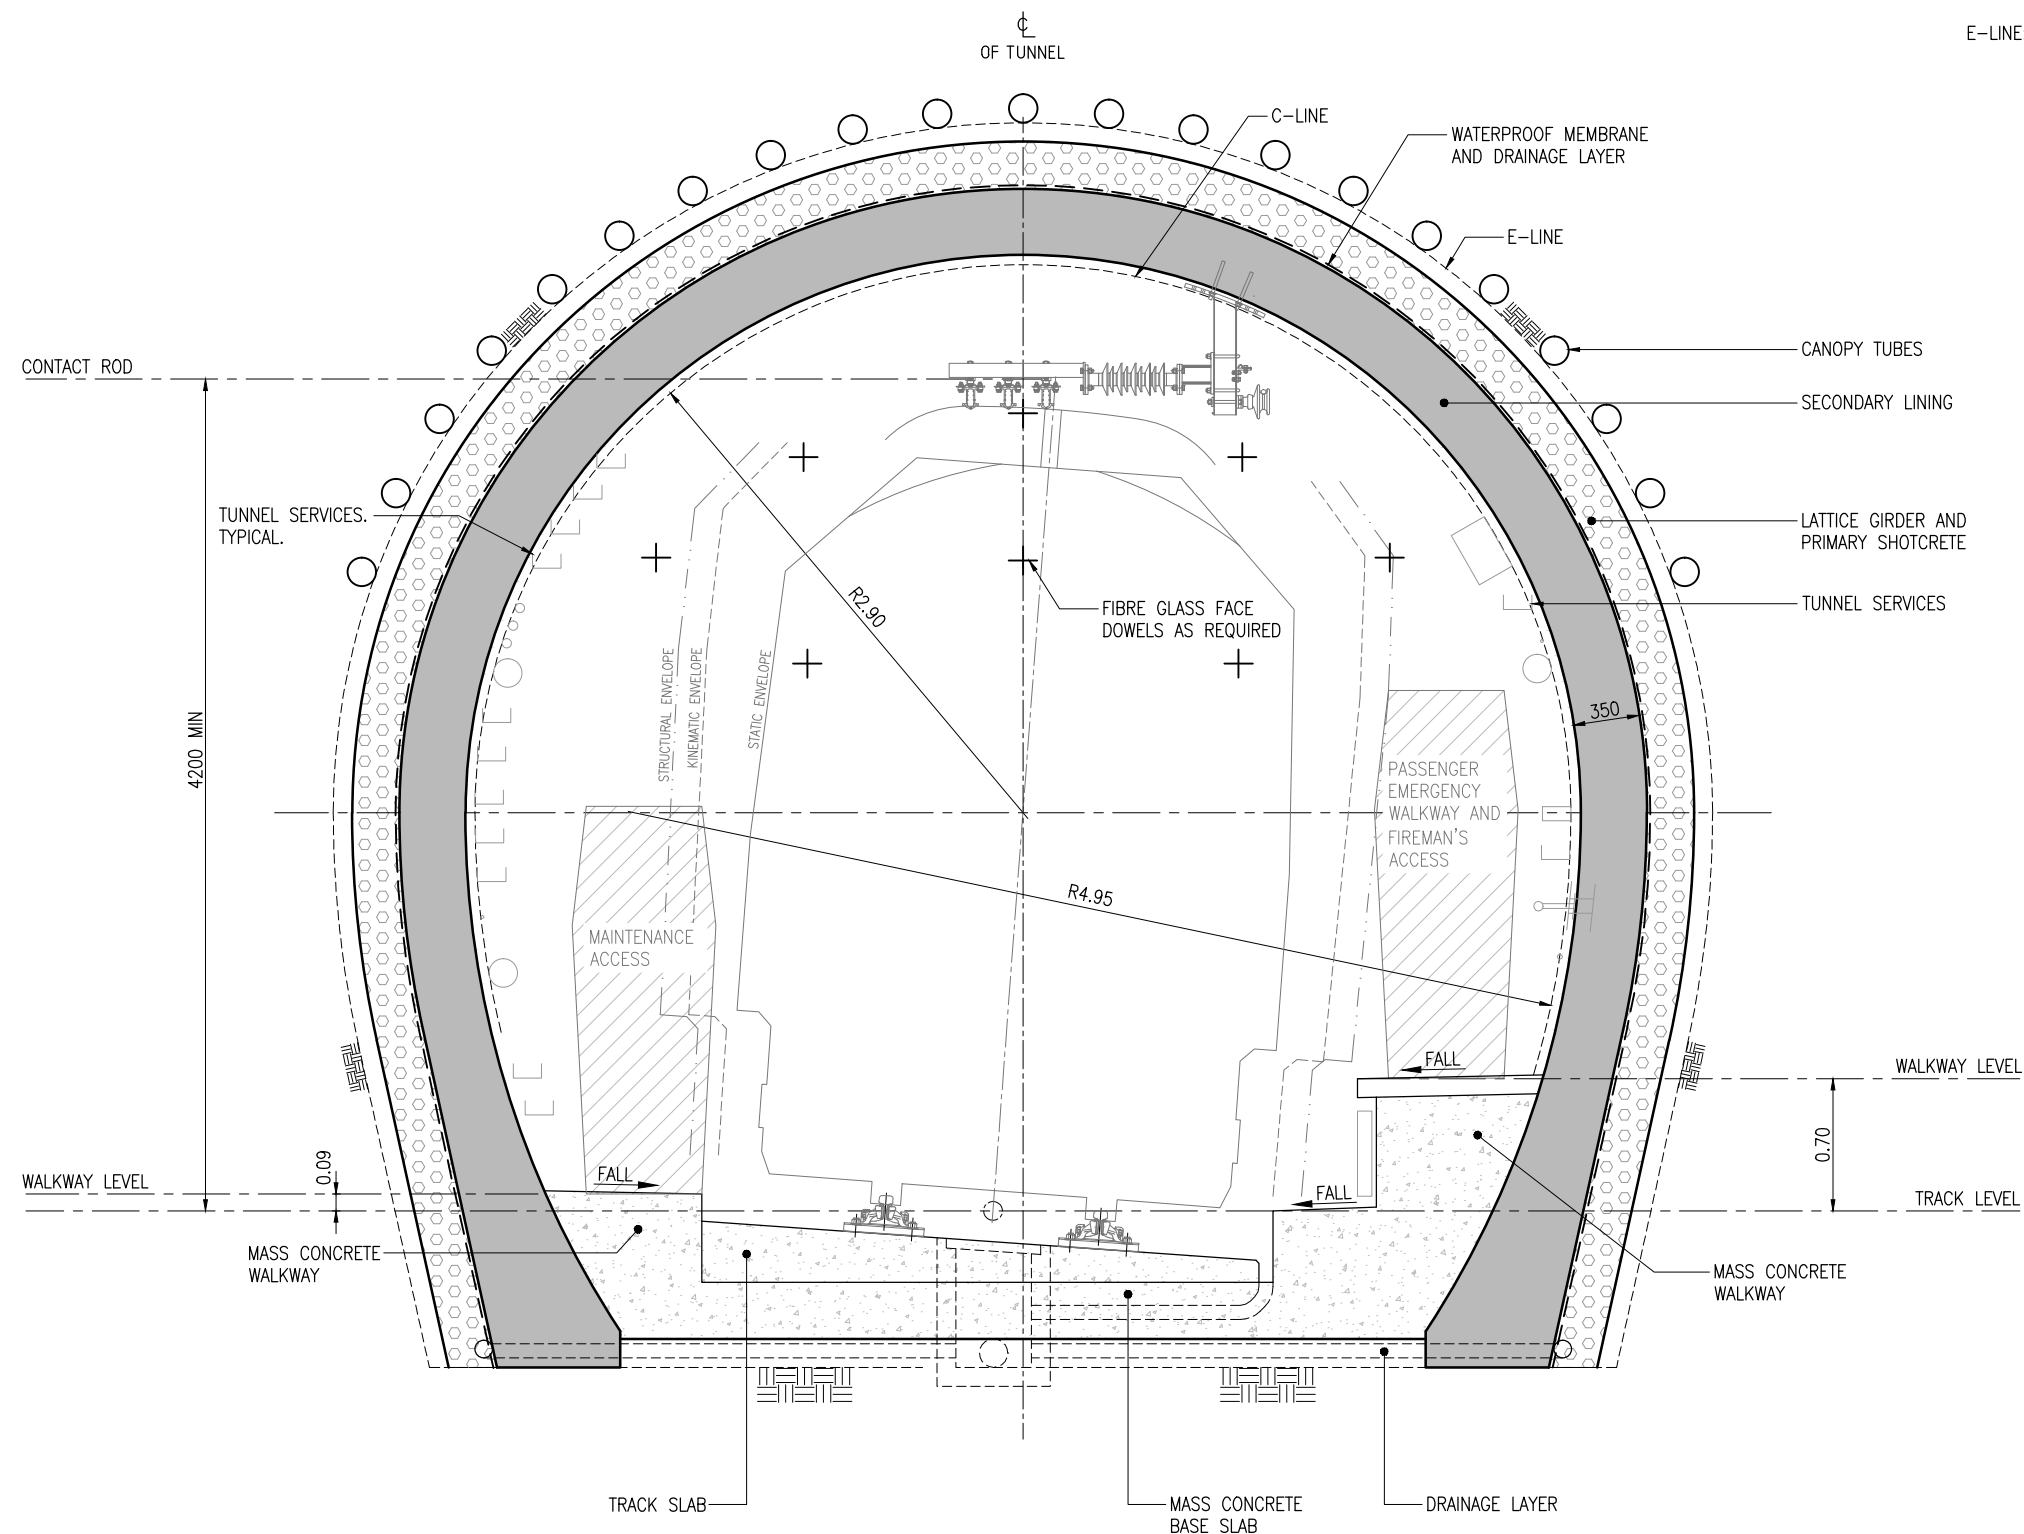 ℄
OF TUNNEL
E-LINE
C-LINE
WATERPROOF MEMBRANE
AND DRAINAGE LAYER
E-LINE
CONTACT ROD
CANOPY TUBES
SECONDARY LINING
TUNNEL SERVICES.
TYPICAL.
LATTICE GIRDER AND
PRIMARY SHOTCRETE
R2.90
FIBRE GLASS FACE
DOWELS AS REQUIRED
TUNNEL SERVICES
STRUCTURAL ENVELOPE
KINEMATIC ENVELOPE
STATIC ENVELOPE
4200 MIN
350
PASSENGER
EMERGENCY
WALKWAY AND
FIREMAN'S
ACCESS
R4.95
MAINTENANCE
ACCESS
FALL
WALKWAY LEVEL
0.70
0.09
WALKWAY LEVEL
FALL
FALL
TRACK LEVEL
MASS CONCRETE
WALKWAY
MASS CONCRETE
WALKWAY
TRACK SLAB
MASS CONCRETE
BASE SLAB
DRAINAGE LAYER